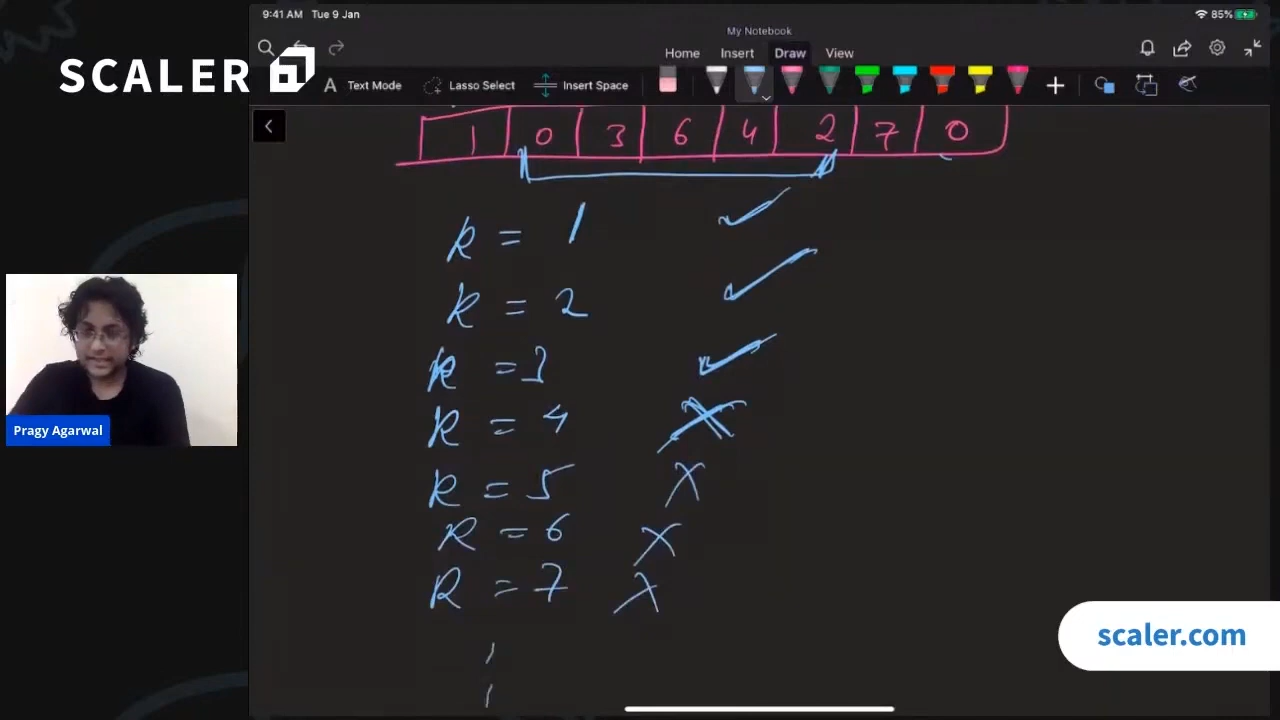 9:41 AM Tue 9 Jan
85%
My Notebook
Home Insert Draw View
SCALER
A Text Mode Lasso Select Insert Space
1 0 3 6 4 2 7 0
k = 1
k = 2
k = 3
k = 4
k = 5
k = 6
k = 7
Pragy Agarwal
scaler.com